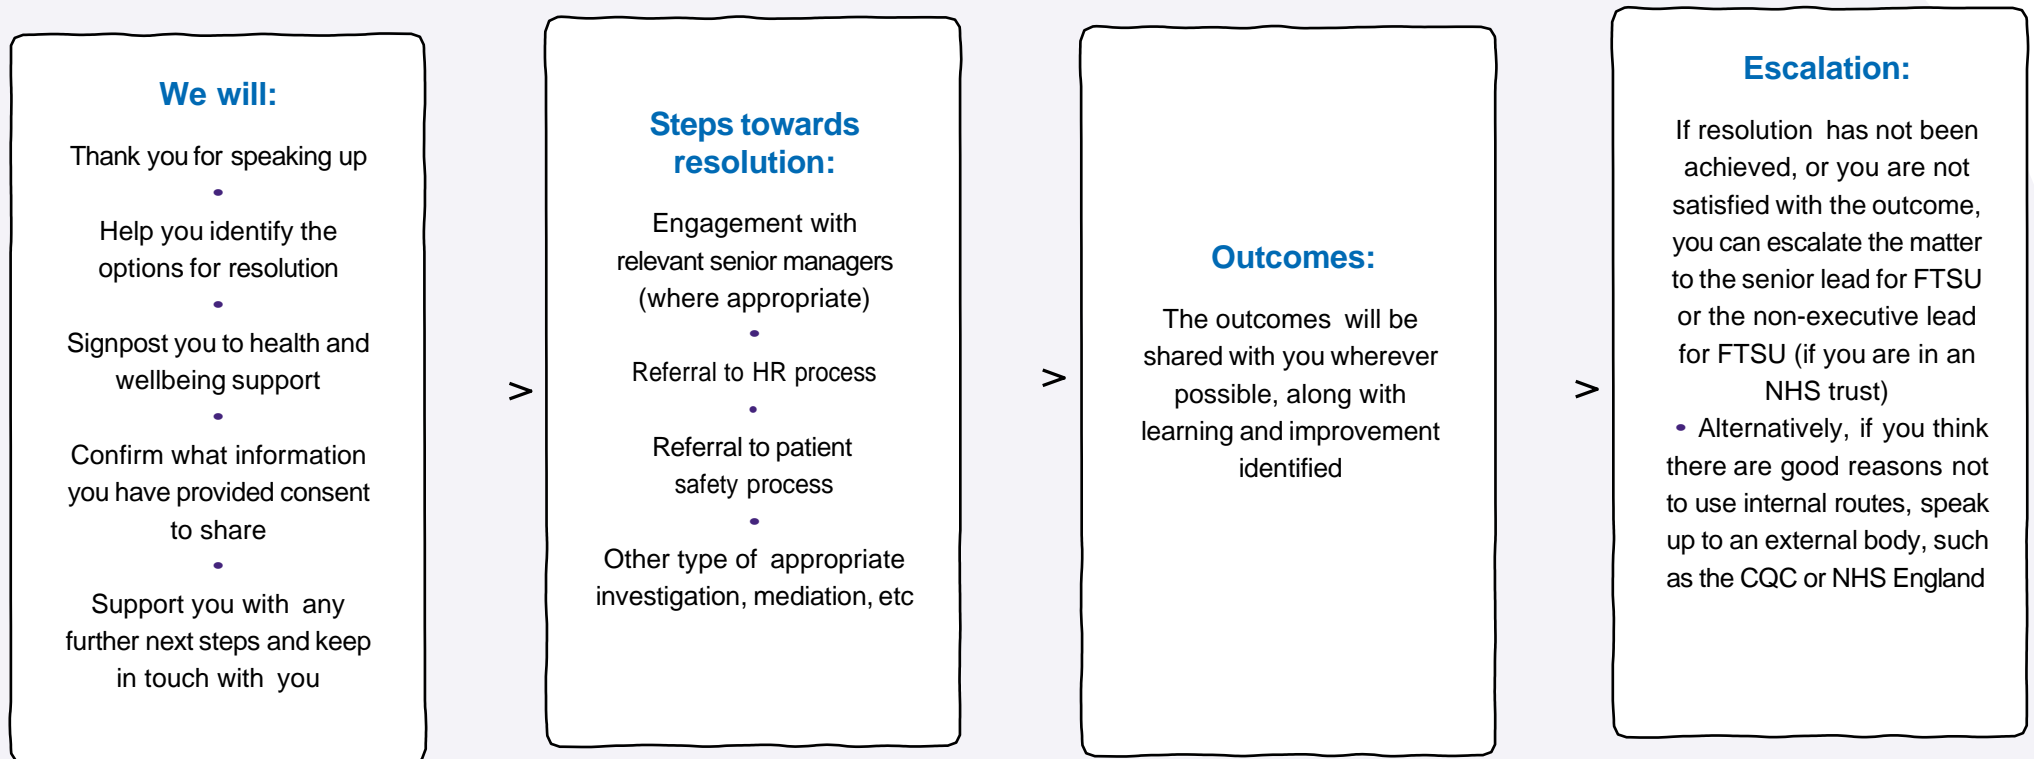 We will:
Thank you for speaking up
•
Help you identify the
options for resolution
•
Signpost you to health and
wellbeing support
•
Confirm what information
you have provided consent
to share
•
Support you with any
further next steps and keep
in touch with you
>
Steps towards
resolution:
Engagement with
relevant senior managers
(where appropriate)
•
Referral to HR process
•
Referral to patient
safety process
•
Other type of appropriate
investigation, mediation, etc
>
Outcomes:
The outcomes will be
shared with you wherever
possible, along with
learning and improvement
identified
>
Escalation:
If resolution has not been
achieved, or you are not
satisfied with the outcome,
you can escalate the matter
to the senior lead for FTSU
or the non-executive lead
for FTSU (if you are in an
NHS trust)
• Alternatively, if you think
there are good reasons not
to use internal routes, speak
up to an external body, such
as the CQC or NHS England